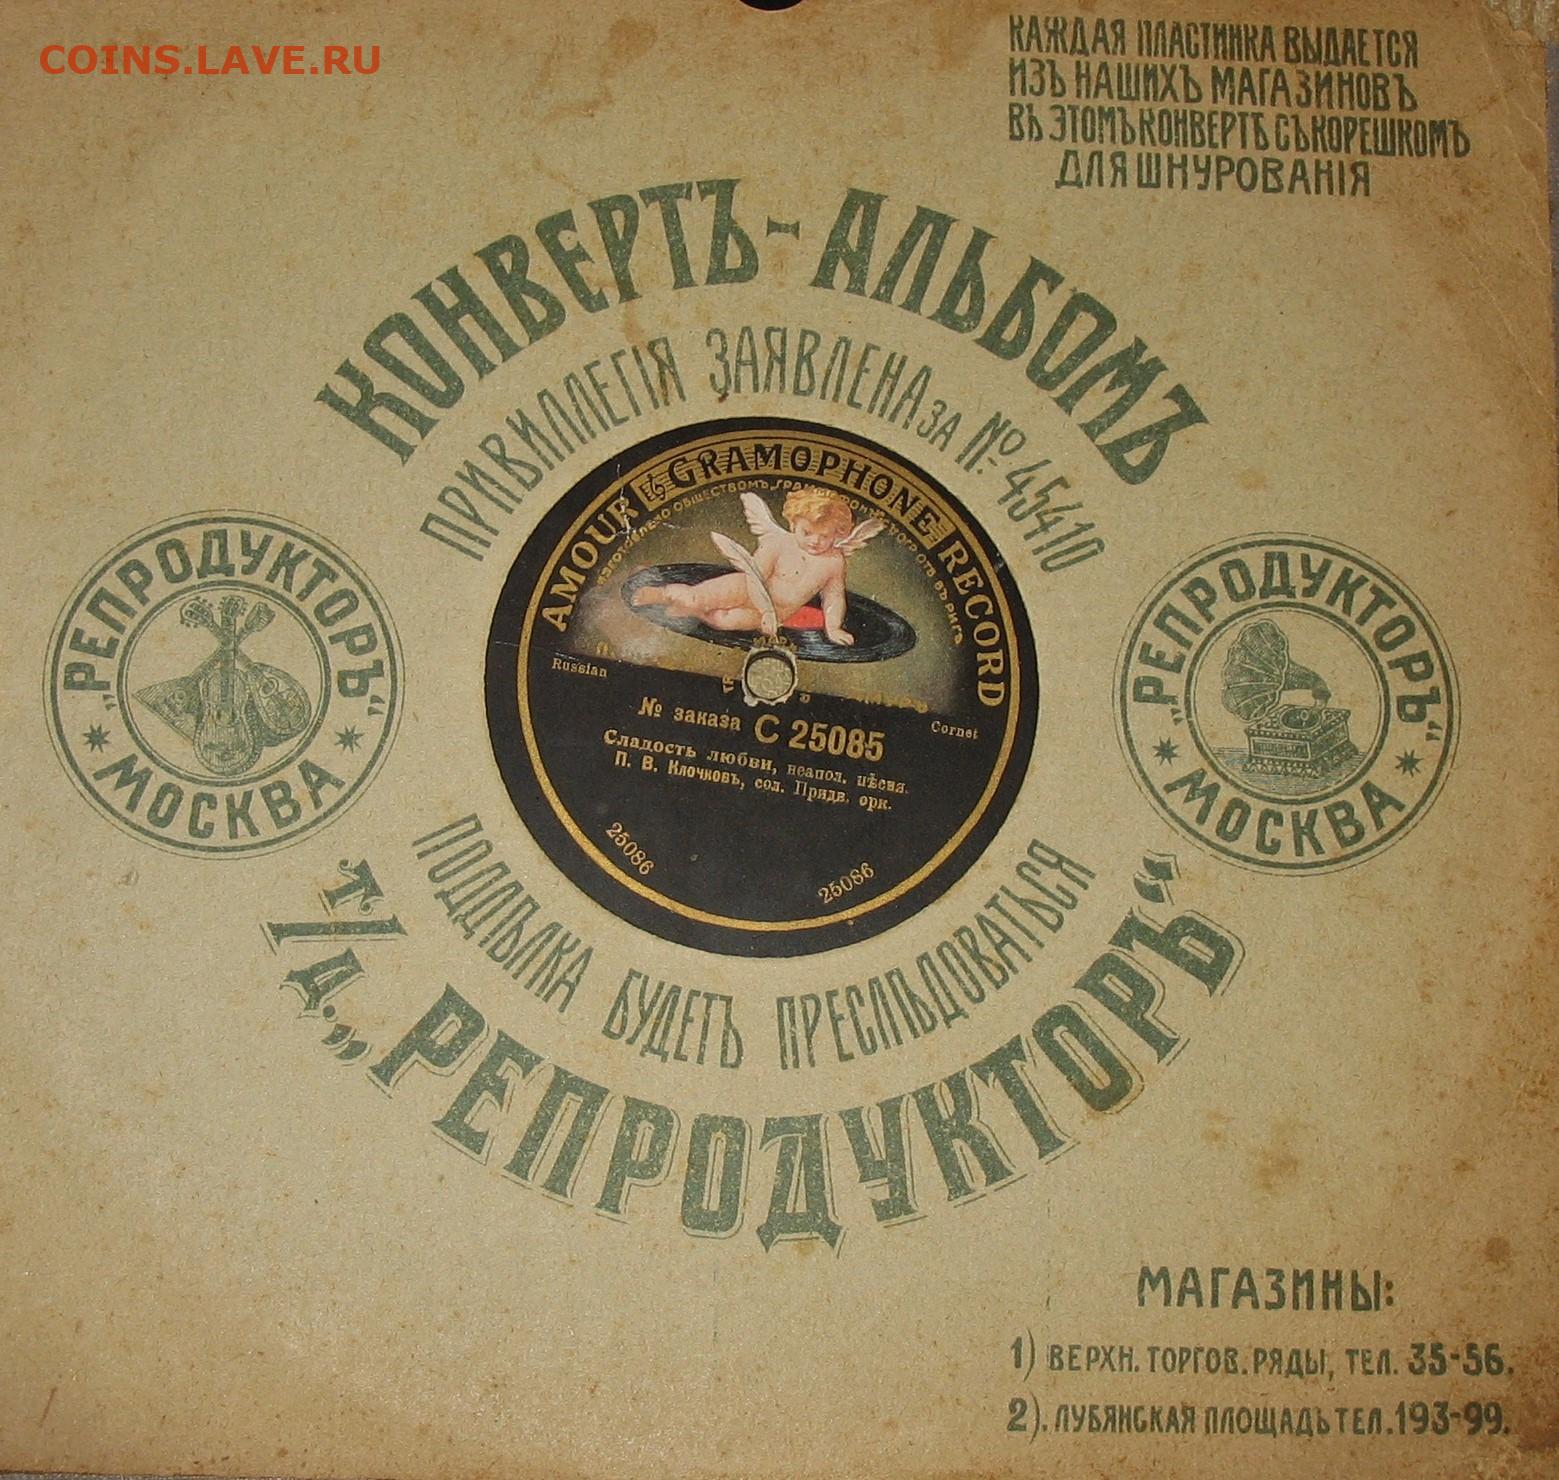 COINS.LAVE.RU
КАЖДАЯ ПЛАСТИНКА ВЫДАЕТСЯ
ИЗЪ НАШИХЪ МАГАЗИНОВЪ
ВЪ ЭТОМЪ КОНВЕРТѢ СЪ КОРЕШКОМЪ
ДЛЯ ШНУРОВАНІЯ
КОНВЕРТЪ-АЛЬБОМЪ
ПРИВИЛЛЕГІЯ ЗАЯВЛЕНА ЗА № 45410
AMOUR GRAMOPHONE RECORD
ОБЩЕСТВОМЪ
Russian
Cornet
№ заказа С 25085
Сладость любви, неапол. пѣсня.
П. В. Клочковъ, сол. Придв. орк.
25086
25086
„РЕПРОДУКТОРЪ“
МОСКВА
„РЕПРОДУКТОРЪ“
МОСКВА
ПОДДѢЛКА БУДЕТЪ ПРЕСЛѢДОВАТЬСЯ
Т/Д. „РЕПРОДУКТОРЪ“
МАГАЗИНЫ:
1) ВЕРХН. ТОРГОВ. РЯДЫ, ТЕЛ. 35-56.
2). ЛУБЯНСКАЯ ПЛОЩАДЬ ТЕЛ. 193-99.